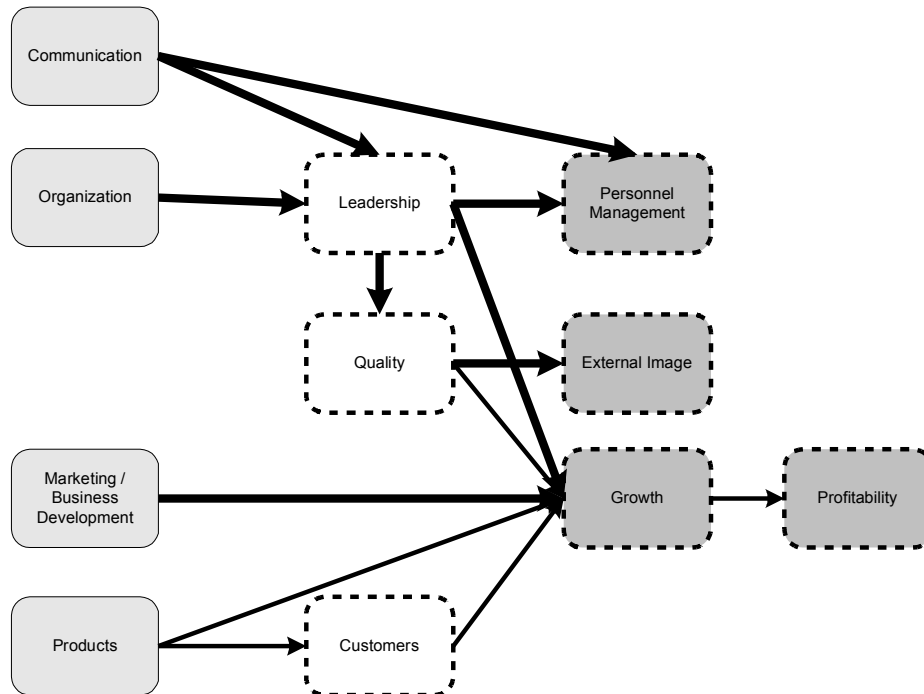 Communication
Organization
Leadership
Personnel
Management
Quality
External Image
Marketing /
Business
Development
Growth
Profitability
Products
Customers